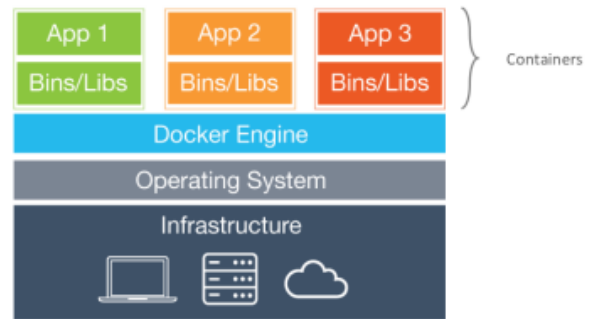 App 1
App 2
App 3
Bins/Libs
Bins/Libs
Bins/Libs
Containers
Docker Engine
Operating System
Infrastructure